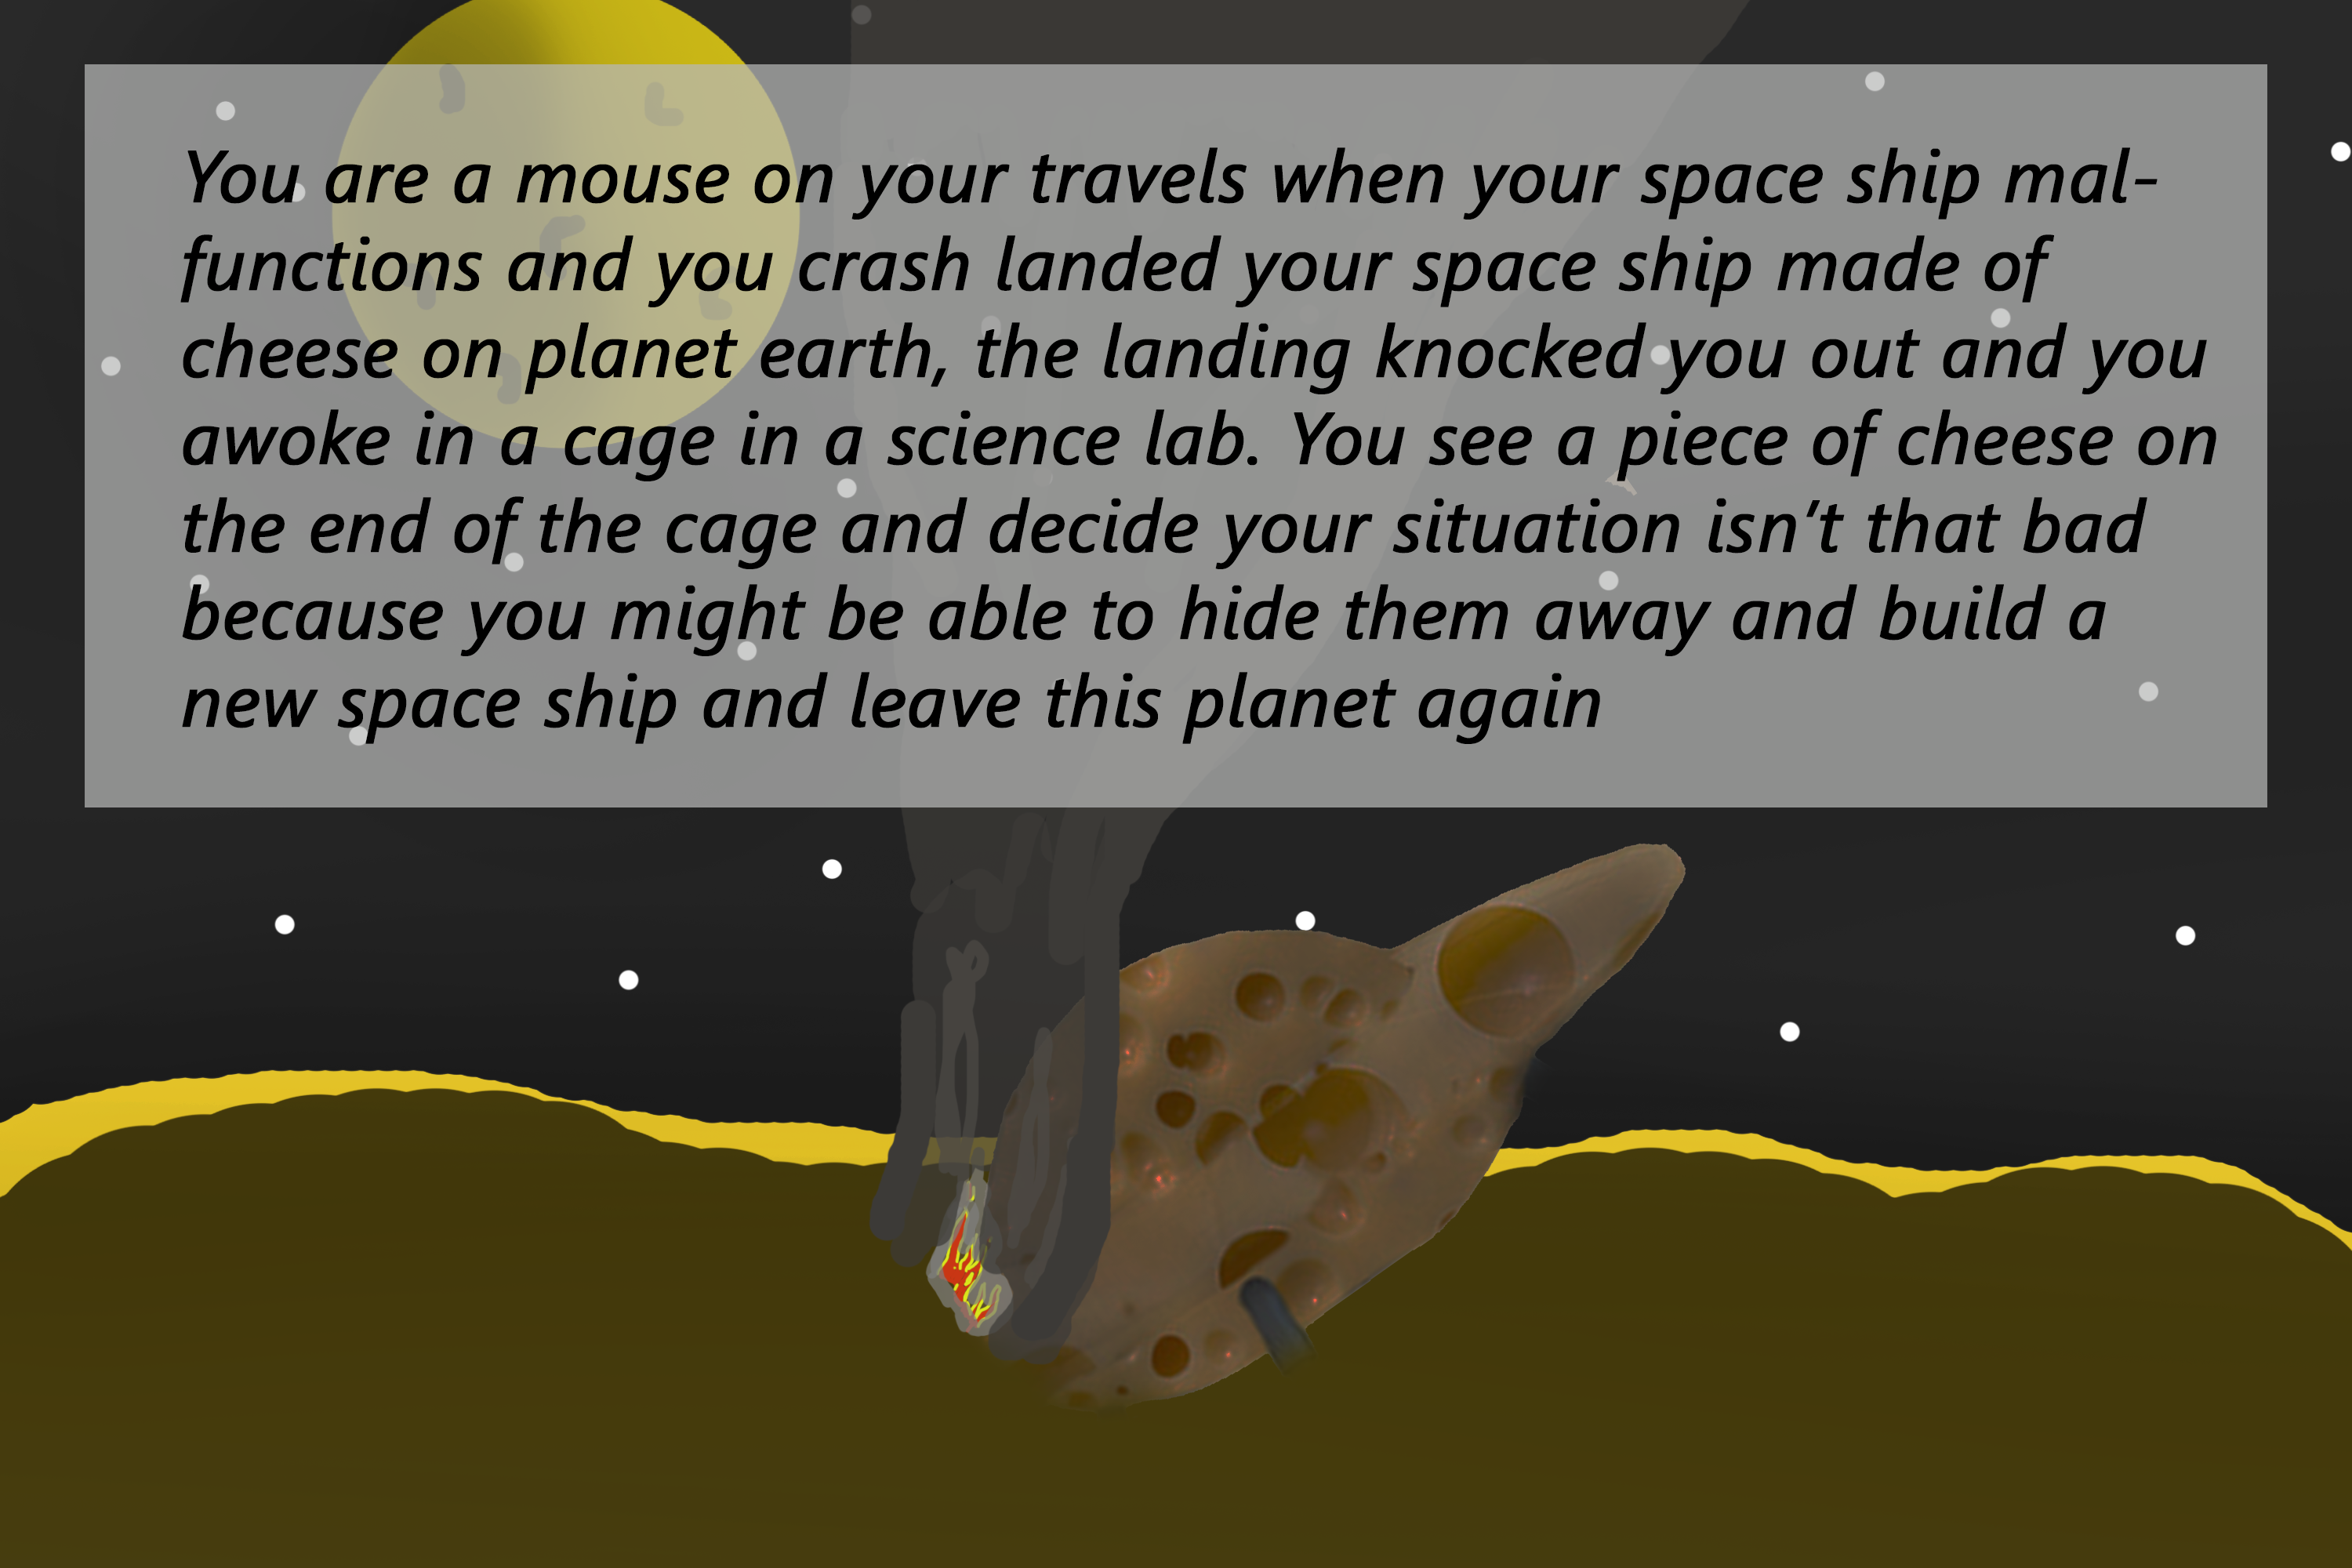 You are a mouse on your travels when your space ship mal-
functions and you crash landed your space ship made of
cheese on planet earth, the landing knocked you out and you
awoke in a cage in a science lab. You see a piece of cheese on
the end of the cage and decide your situation isn’t that bad
because you might be able to hide them away and build a
new space ship and leave this planet again